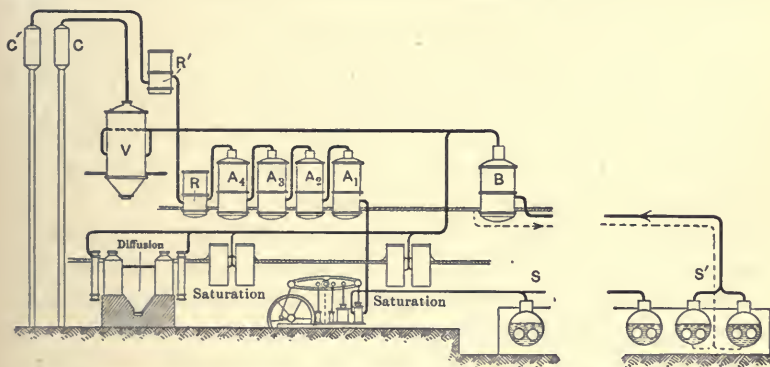 C′ C R′
V
R A₄ A₃ A₂ A₁ B
Diffusion
Saturation Saturation
S S′